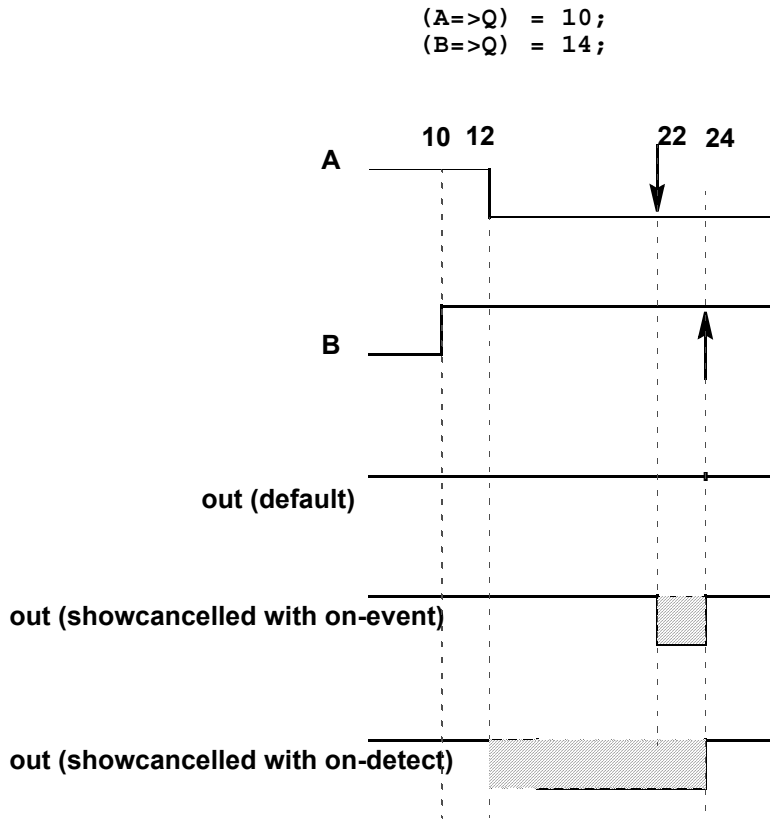 (A=>Q) = 10;
(B=>Q) = 14;
10 12 22 24
A
B
out (default)
out (showcancelled with on-event)
out (showcancelled with on-detect)